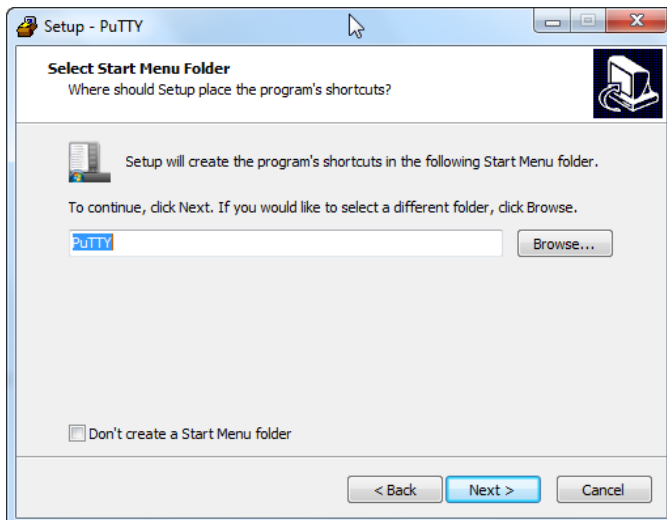 Setup - PuTTY
Select Start Menu Folder
Where should Setup place the program's shortcuts?
Setup will create the program's shortcuts in the following Start Menu folder.
To continue, click Next. If you would like to select a different folder, click Browse.
PuTTY
Browse...
Don't create a Start Menu folder
< Back
Next >
Cancel